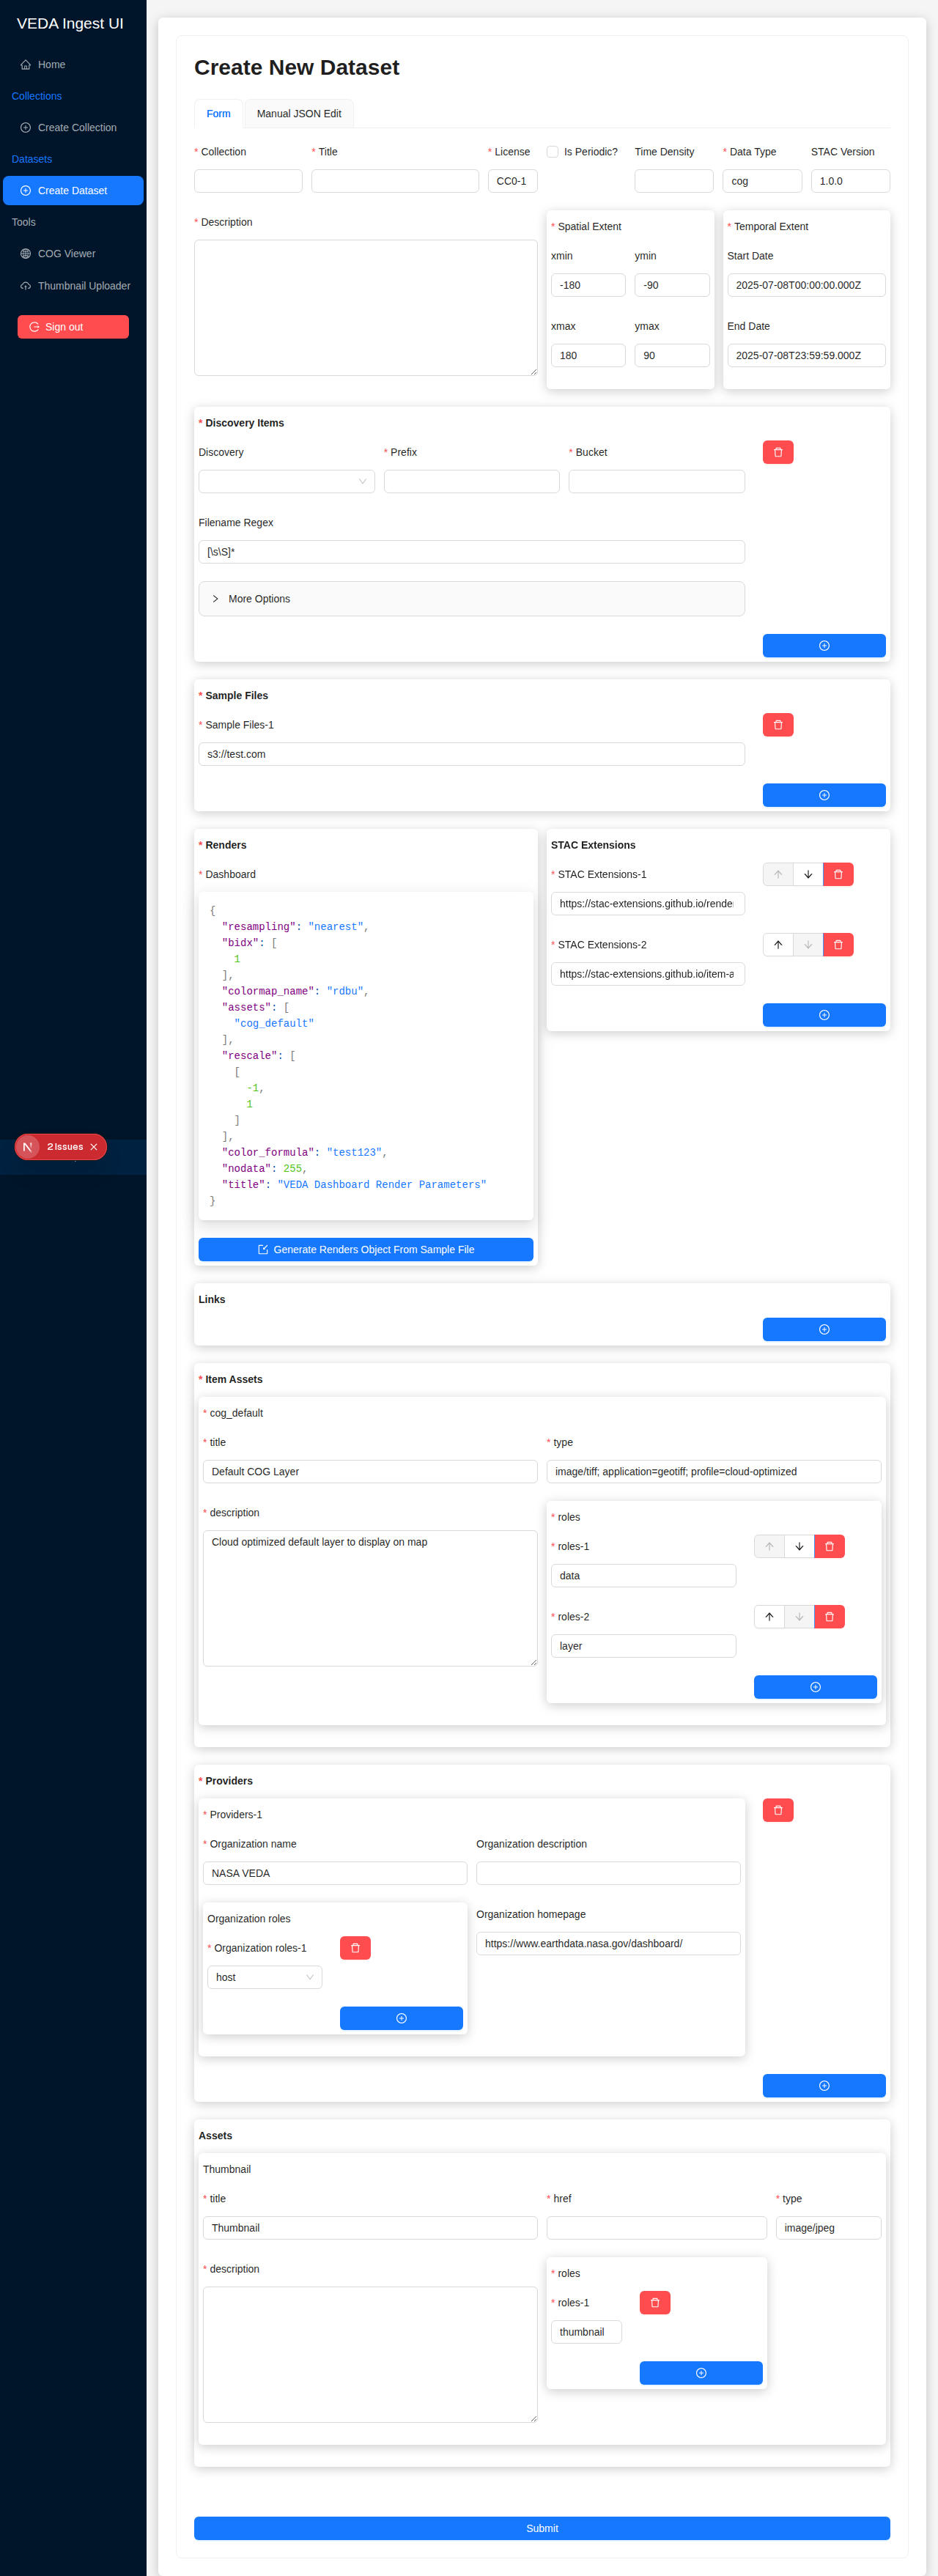 VEDA Ingest UI
Home
Collections
Create Collection
Datasets
Create Dataset
Tools
COG Viewer
Thumbnail Uploader
Sign out
2 Issues
Create New Dataset
Form
Manual JSON Edit
* Collection
* Title
* License
Is Periodic?
Time Density
* Data Type
STAC Version
CC0-1
cog
1.0.0
* Description
* Spatial Extent
xmin
ymin
-180
-90
xmax
ymax
180
90
* Temporal Extent
Start Date
2025-07-08T00:00:00.000Z
End Date
2025-07-08T23:59:59.000Z
* Discovery Items
Discovery
* Prefix
* Bucket
Filename Regex
[\s\S]*
More Options
* Sample Files
* Sample Files-1
s3://test.com
* Renders
* Dashboard
{
"resampling": "nearest",
"bidx": [
1
],
"colormap_name": "rdbu",
"assets": [
"cog_default"
],
"rescale": [
[
-1,
1
]
],
"color_formula": "test123",
"nodata": 255,
"title": "VEDA Dashboard Render Parameters"
}
Generate Renders Object From Sample File
STAC Extensions
* STAC Extensions-1
https://stac-extensions.github.io/rende
* STAC Extensions-2
https://stac-extensions.github.io/item-a
Links
* Item Assets
* cog_default
* title
* type
Default COG Layer
image/tiff; application=geotiff; profile=cloud-optimized
* description
Cloud optimized default layer to display on map
* roles
* roles-1
data
* roles-2
layer
* Providers
* Providers-1
* Organization name
Organization description
NASA VEDA
Organization roles
* Organization roles-1
host
Organization homepage
https://www.earthdata.nasa.gov/dashboard/
Assets
Thumbnail
* title
* href
* type
Thumbnail
image/jpeg
* description
* roles
* roles-1
thumbnail
Submit